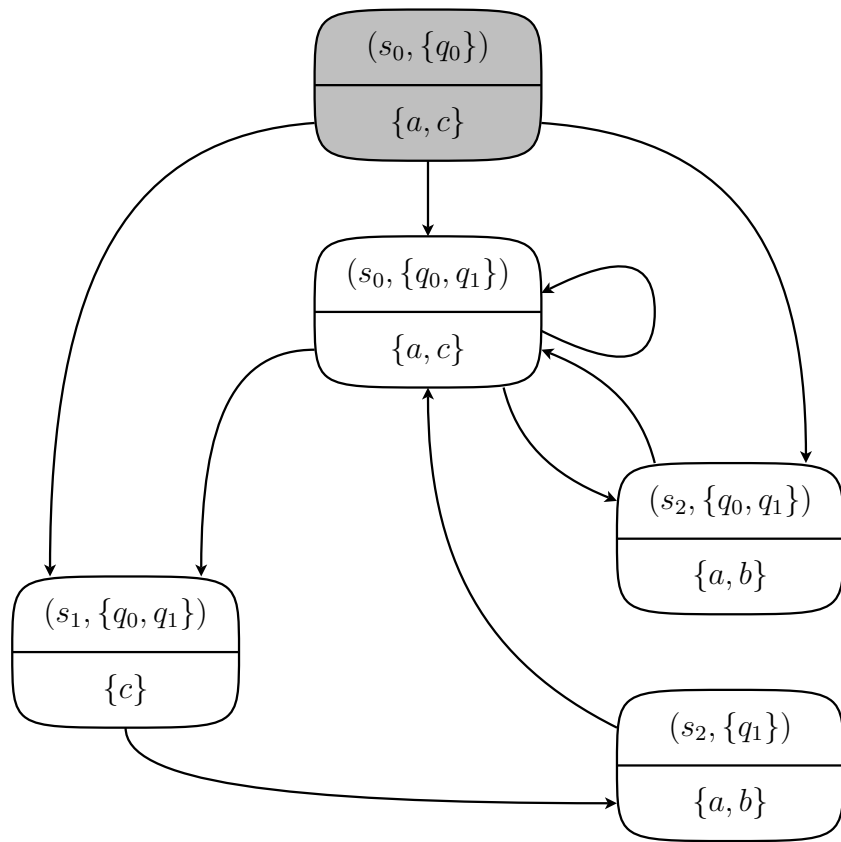 (s₀, {q₀})
{a, c}
(s₀, {q₀, q₁})
{a, c}
(s₂, {q₀, q₁})
{a, b}
(s₁, {q₀, q₁})
{c}
(s₂, {q₁})
{a, b}